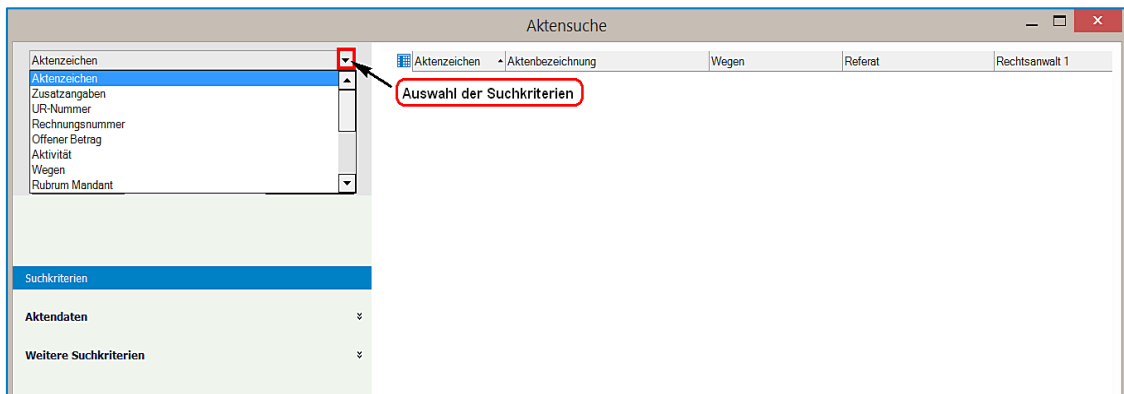 Aktensuche
Aktenzeichen
Aktenzeichen
Zusatzangaben
UR-Nummer
Rechnungsnummer
Offener Betrag
Aktivität
Wegen
Rubrum Mandant
Aktenzeichen Aktenbezeichnung Wegen Referat Rechtsanwalt 1
Auswahl der Suchkriterien
Suchkriterien
Aktendaten
Weitere Suchkriterien